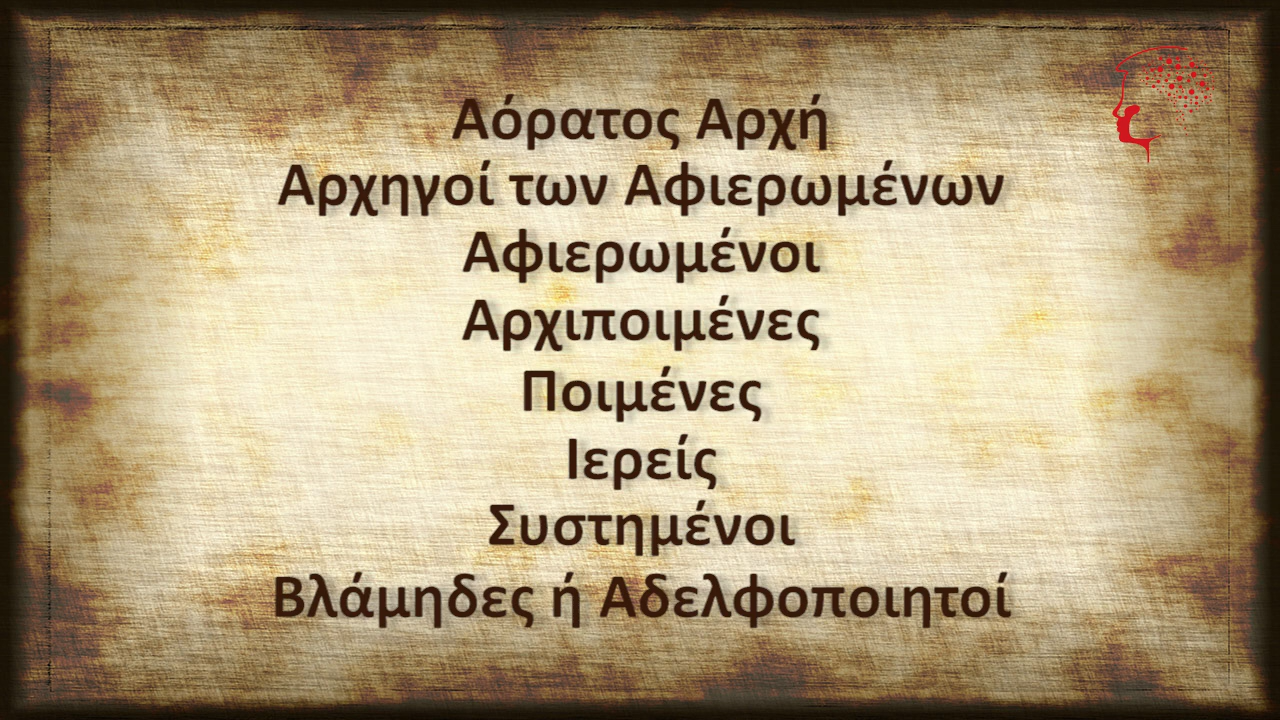 Αόρατος Αρχή
Αρχηγοί των Αφιερωμένων
Αφιερωμένοι
Αρχιποιμένες
Ποιμένες
Ιερείς
Συστημένοι
Βλάμηδες ή Αδελφοποιητοί